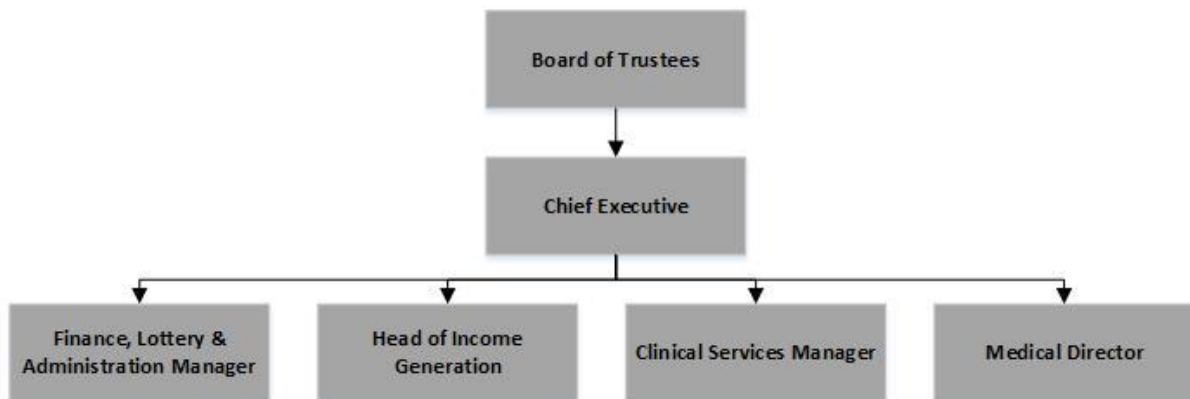 Board of Trustees
Chief Executive
Finance, Lottery &
Administration Manager
Head of Income
Generation
Clinical Services Manager
Medical Director